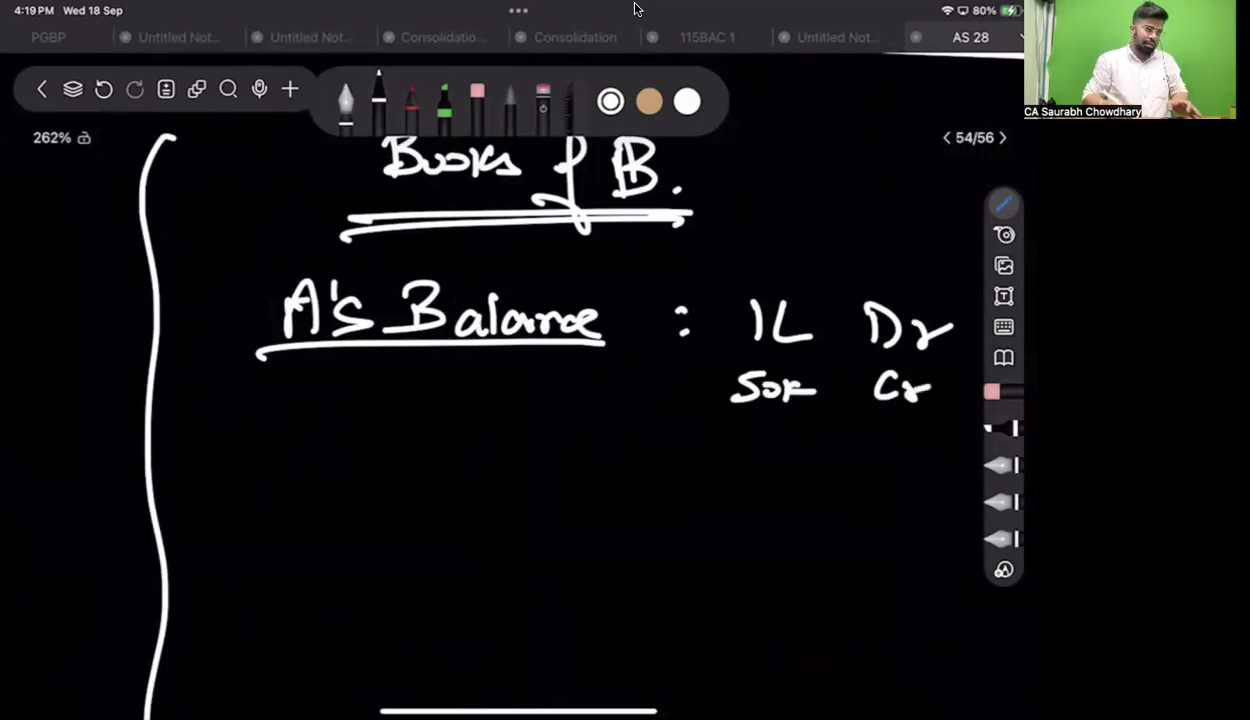 4:19 PM Wed 18 Sep
80%
PGBP
Untitled Not...
Untitled Not...
Consolidatio...
Consolidation
115BAC 1
Untitled Not...
AS 28
CA Saurabh Chowdhary
262%
54/56
Books of B.
A's Balance : 1L Dr
50K Cr